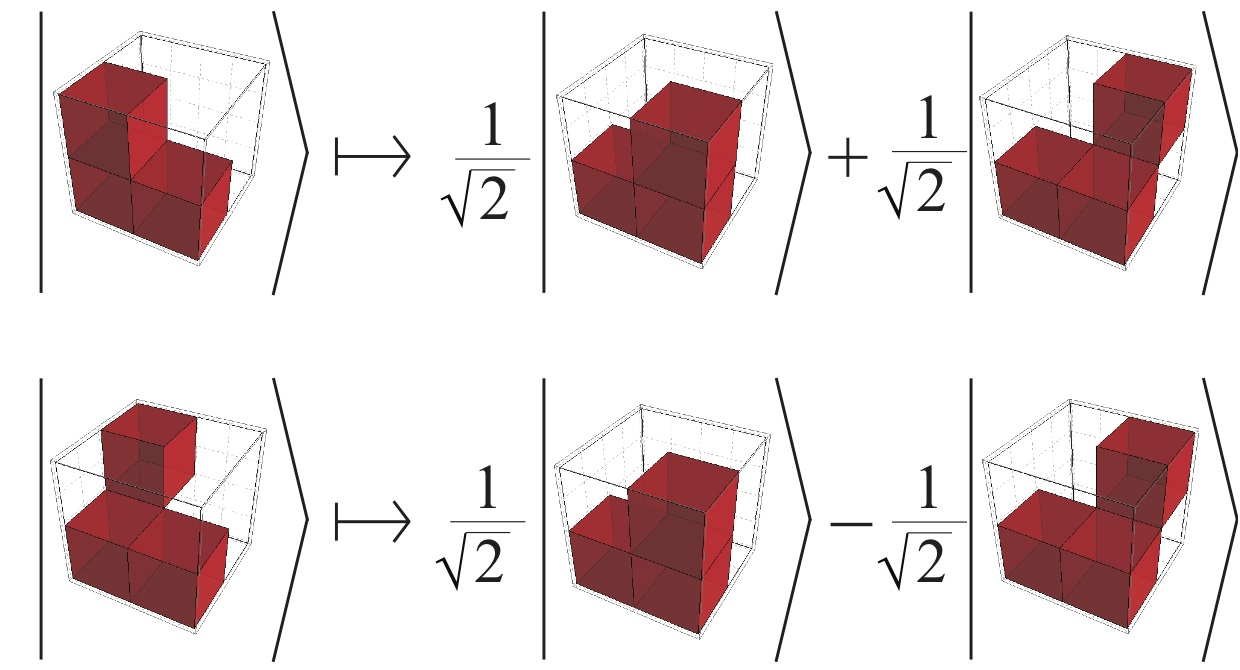 | ⟩ ↦ 1/√2 | ⟩ + 1/√2 | ⟩
| ⟩ ↦ 1/√2 | ⟩ − 1/√2 | ⟩